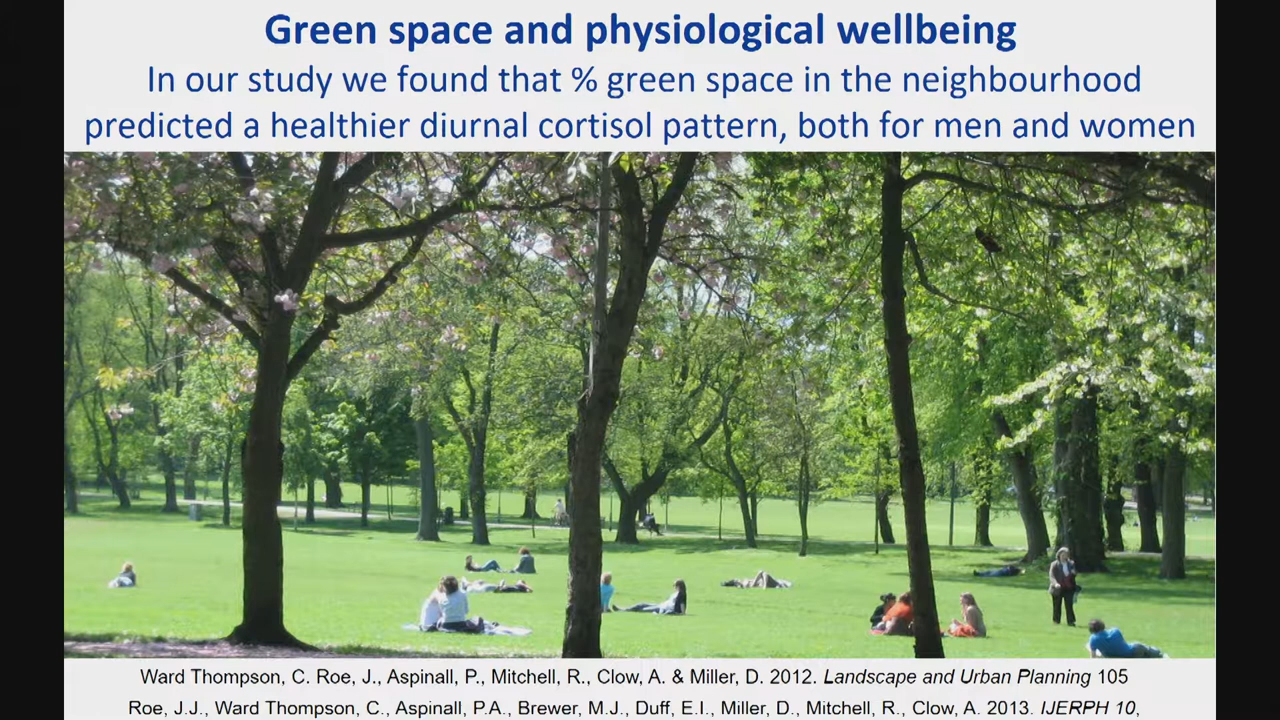 Green space and physiological wellbeing
In our study we found that % green space in the neighbourhood
predicted a healthier diurnal cortisol pattern, both for men and women
Ward Thompson, C. Roe, J., Aspinall, P., Mitchell, R., Clow, A. & Miller, D. 2012. Landscape and Urban Planning 105
Roe, J.J., Ward Thompson, C., Aspinall, P.A., Brewer, M.J., Duff, E.I., Miller, D., Mitchell, R., Clow, A. 2013. IJERPH 10,